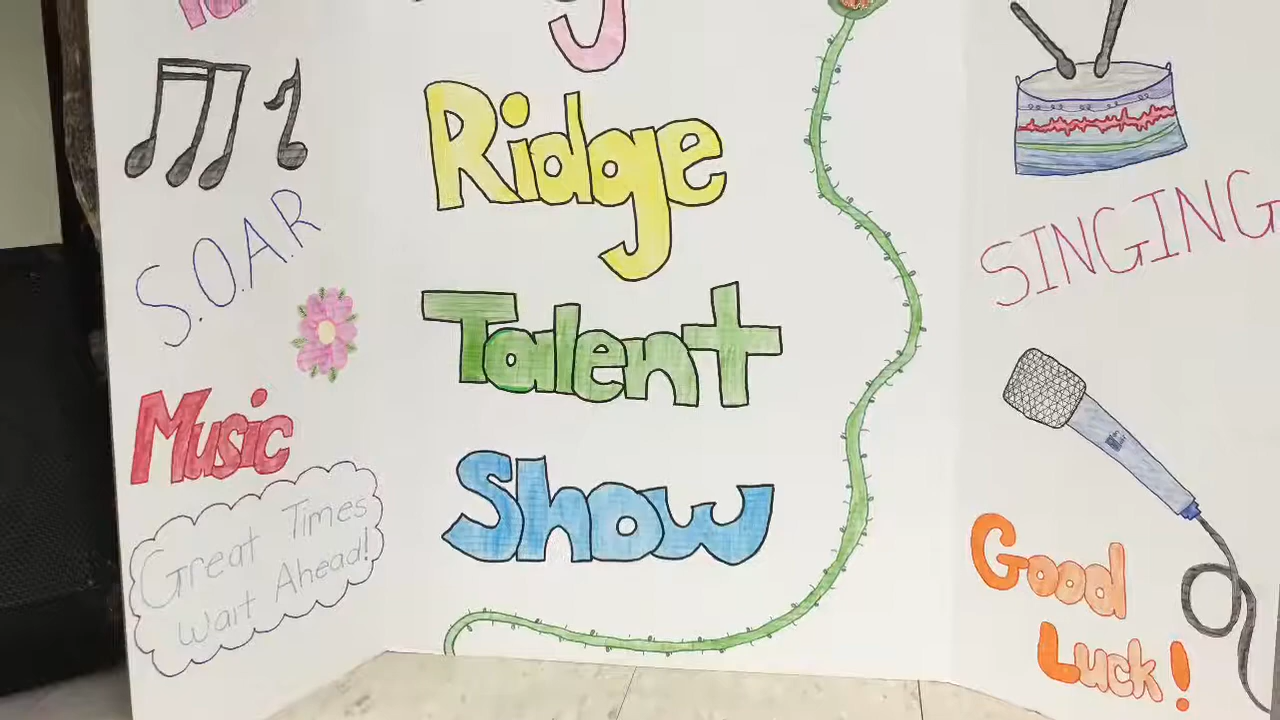 S.O.A.R
Music
Great Times
Wait Ahead!
Ridge
Talent
Show
SINGING
Good
Luck!